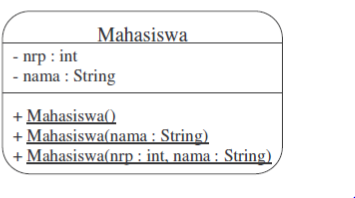 Mahasiswa
- nrp : int
- nama : String
+ Mahasiswa()
+ Mahasiswa(nama : String)
+ Mahasiswa(nrp : int, nama : String)